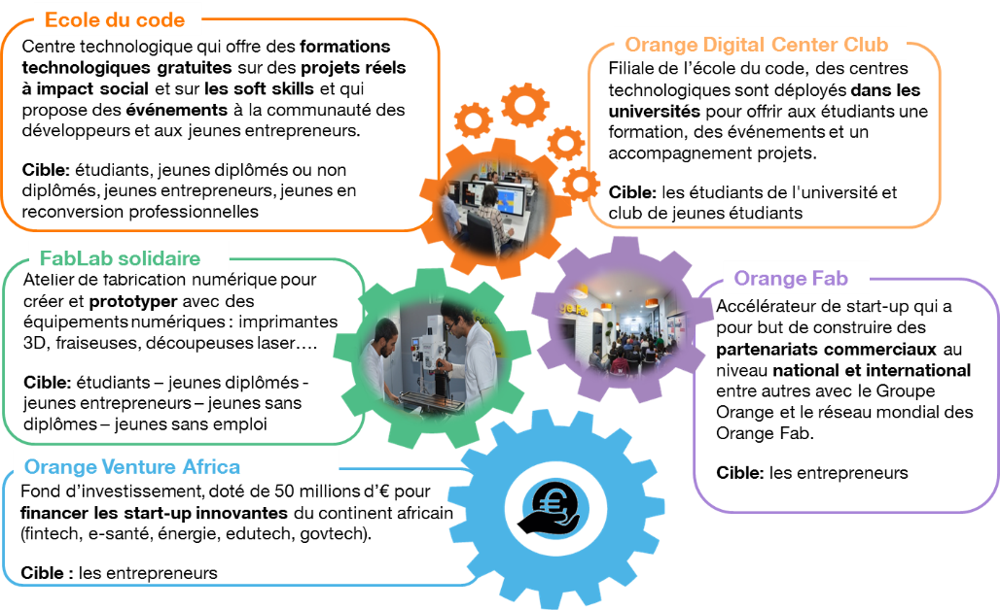 Ecole du code
Centre technologique qui offre des formations
technologiques gratuites sur des projets réels
à impact social et sur les soft skills et qui
propose des événements à la communauté des
développeurs et aux jeunes entrepreneurs.
Cible: étudiants, jeunes diplômés ou non
diplômés, jeunes entrepreneurs, jeunes en
reconversion professionnelles
Orange Digital Center Club
Filiale de l'école du code, des centres
technologiques sont déployés dans les
universités pour offrir aux étudiants une
formation, des événements et un
accompagnement projets.
Cible: les étudiants de l'université et
club de jeunes étudiants
FabLab solidaire
Atelier de fabrication numérique pour
créer et prototyper avec des
équipements numériques : imprimantes
3D, fraiseuses, découpeuses laser….
Cible: étudiants – jeunes diplômés -
jeunes entrepreneurs – jeunes sans
diplômes – jeunes sans emploi
Orange Fab
Accélérateur de start-up qui a
pour but de construire des
partenariats commerciaux au
niveau national et international
entre autres avec le Groupe
Orange et le réseau mondial des
Orange Fab.
Cible: les entrepreneurs
Orange Venture Africa
Fond d'investissement, doté de 50 millions d'€ pour
financer les start-up innovantes du continent africain
(fintech, e-santé, énergie, edutech, govtech).
Cible : les entrepreneurs
€